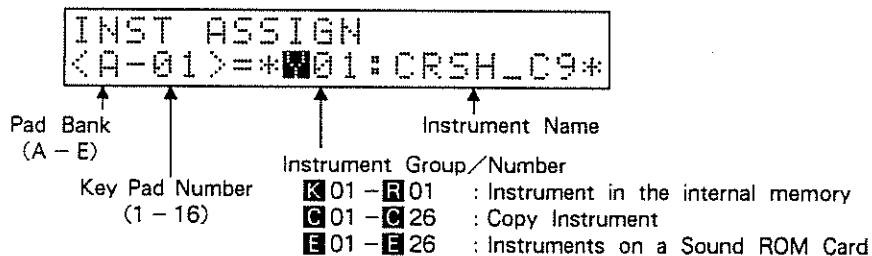 INST ASSIGN
<A-01>=*W01:CRSH_C9*
Pad Bank
(A – E)
Instrument Name
Instrument Group/Number
Key Pad Number
(1 – 16)
K 01 – R 01 : Instrument in the internal memory
C 01 – C 26 : Copy Instrument
E 01 – E 26 : Instruments on a Sound ROM Card